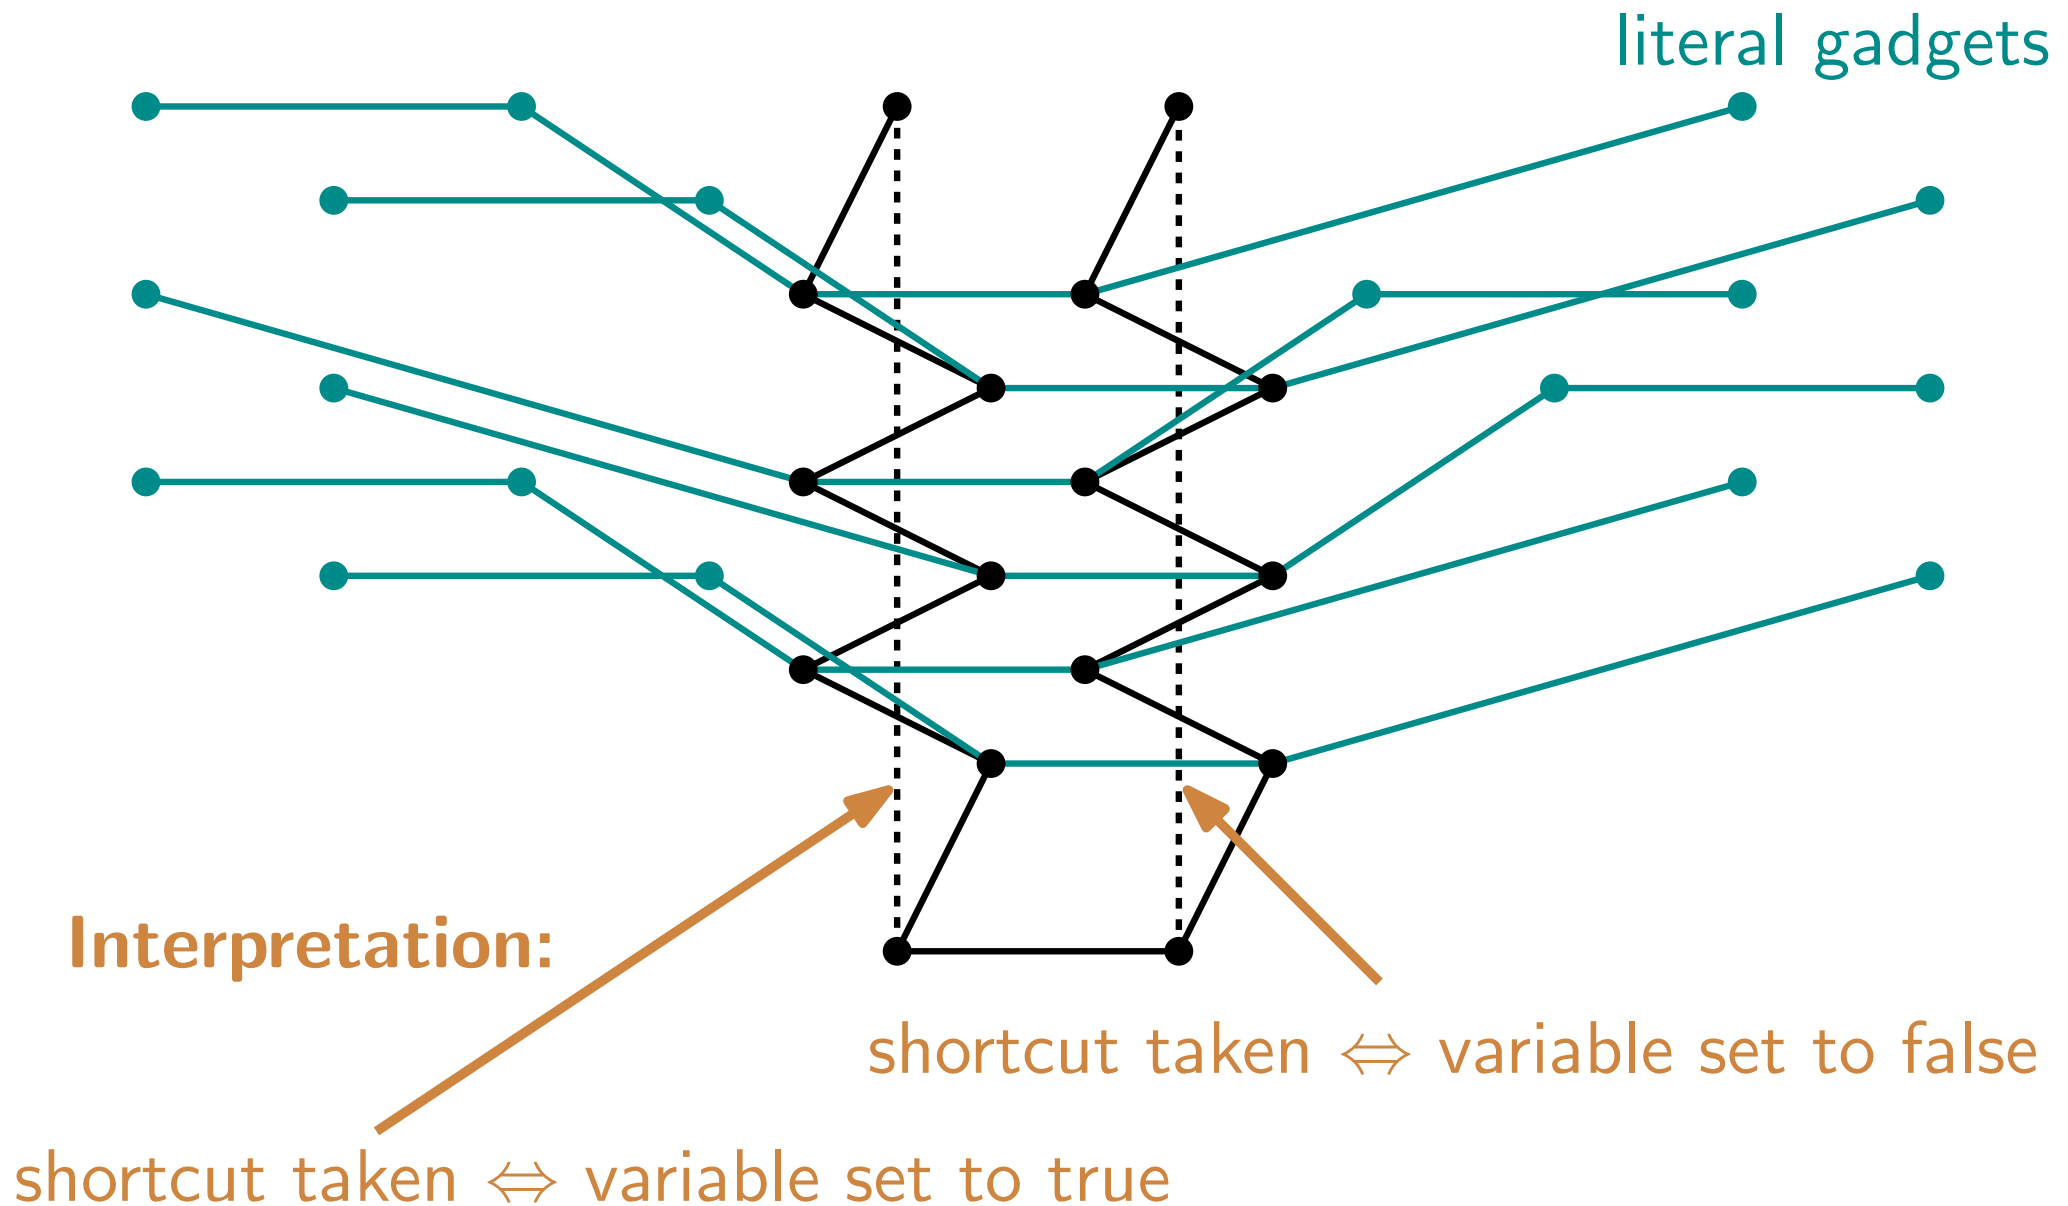 literal gadgets
Interpretation:
shortcut taken ⇔ variable set to false
shortcut taken ⇔ variable set to true